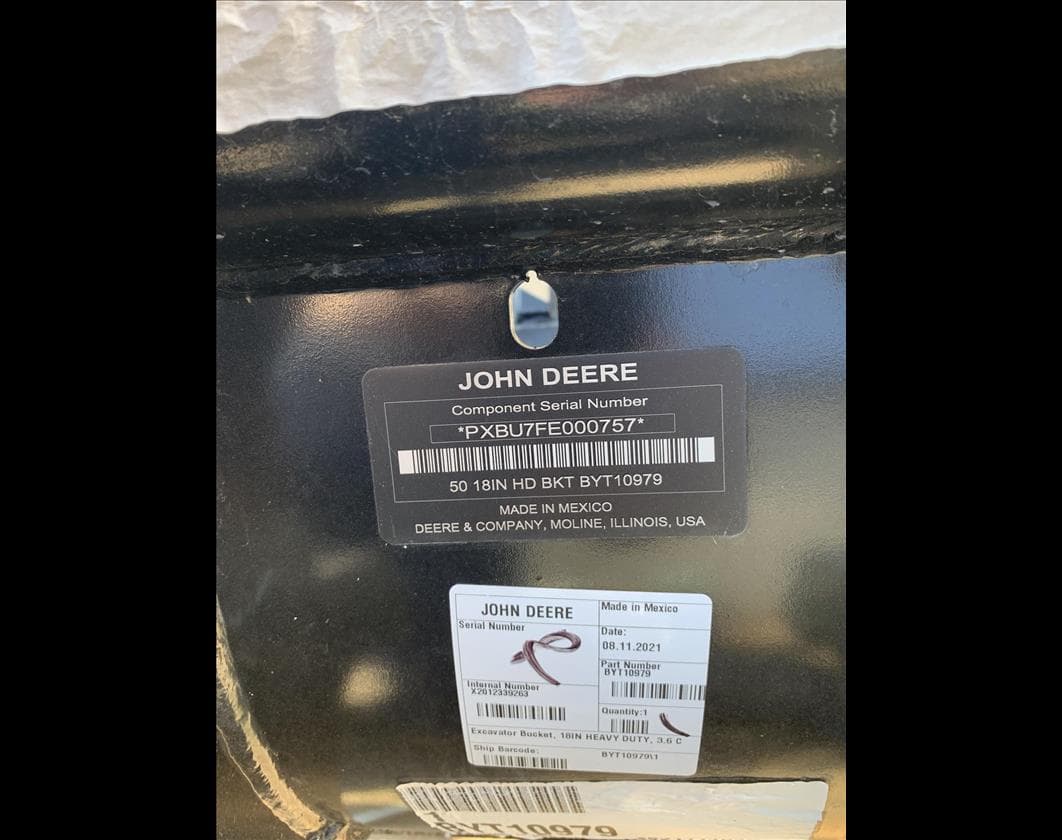 JOHN DEERE
Component Serial Number
*PXBU7FE000757*
50 18IN HD BKT BYT10979
MADE IN MEXICO
DEERE & COMPANY, MOLINE, ILLINOIS, USA
JOHN DEERE
Made in Mexico
Serial Number
Date:
08.11.2021
Part Number
BYT10979
Internal Number
X2012339263
Quantity:1
Excavator Bucket, 18IN HEAVY DUTY, 3.6 C
Ship Barcode:
BYT10979\1
BYT10979